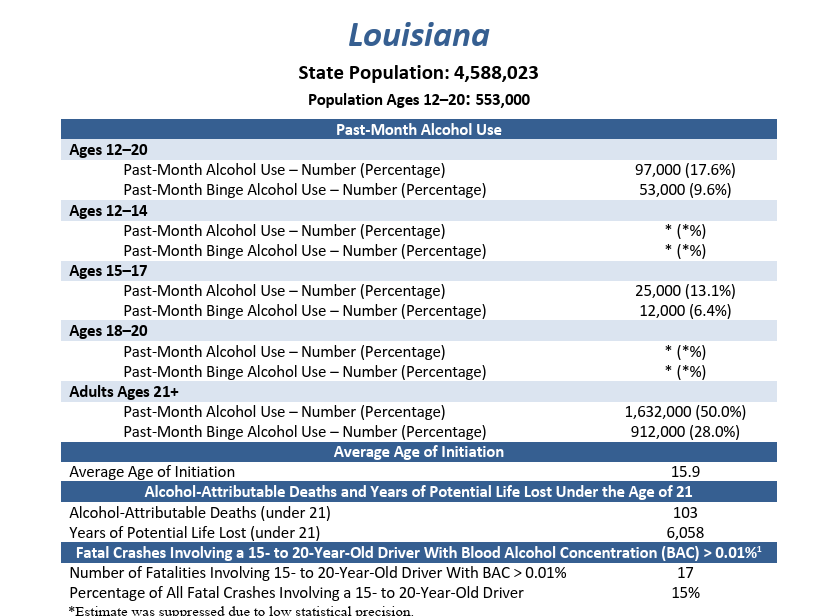 Louisiana
State Population: 4,588,023
Population Ages 12–20: 553,000
Past-Month Alcohol Use
Ages 12–20
Past-Month Alcohol Use – Number (Percentage) 97,000 (17.6%)
Past-Month Binge Alcohol Use – Number (Percentage) 53,000 (9.6%)
Ages 12–14
Past-Month Alcohol Use – Number (Percentage) * (*%)
Past-Month Binge Alcohol Use – Number (Percentage) * (*%)
Ages 15–17
Past-Month Alcohol Use – Number (Percentage) 25,000 (13.1%)
Past-Month Binge Alcohol Use – Number (Percentage) 12,000 (6.4%)
Ages 18–20
Past-Month Alcohol Use – Number (Percentage) * (*%)
Past-Month Binge Alcohol Use – Number (Percentage) * (*%)
Adults Ages 21+
Past-Month Alcohol Use – Number (Percentage) 1,632,000 (50.0%)
Past-Month Binge Alcohol Use – Number (Percentage) 912,000 (28.0%)
Average Age of Initiation
Average Age of Initiation 15.9
Alcohol-Attributable Deaths and Years of Potential Life Lost Under the Age of 21
Alcohol-Attributable Deaths (under 21) 103
Years of Potential Life Lost (under 21) 6,058
Fatal Crashes Involving a 15- to 20-Year-Old Driver With Blood Alcohol Concentration (BAC) > 0.01%¹
Number of Fatalities Involving 15- to 20-Year-Old Driver With BAC > 0.01% 17
Percentage of All Fatal Crashes Involving a 15- to 20-Year-Old Driver 15%
*Estimate was suppressed due to low statistical precision.